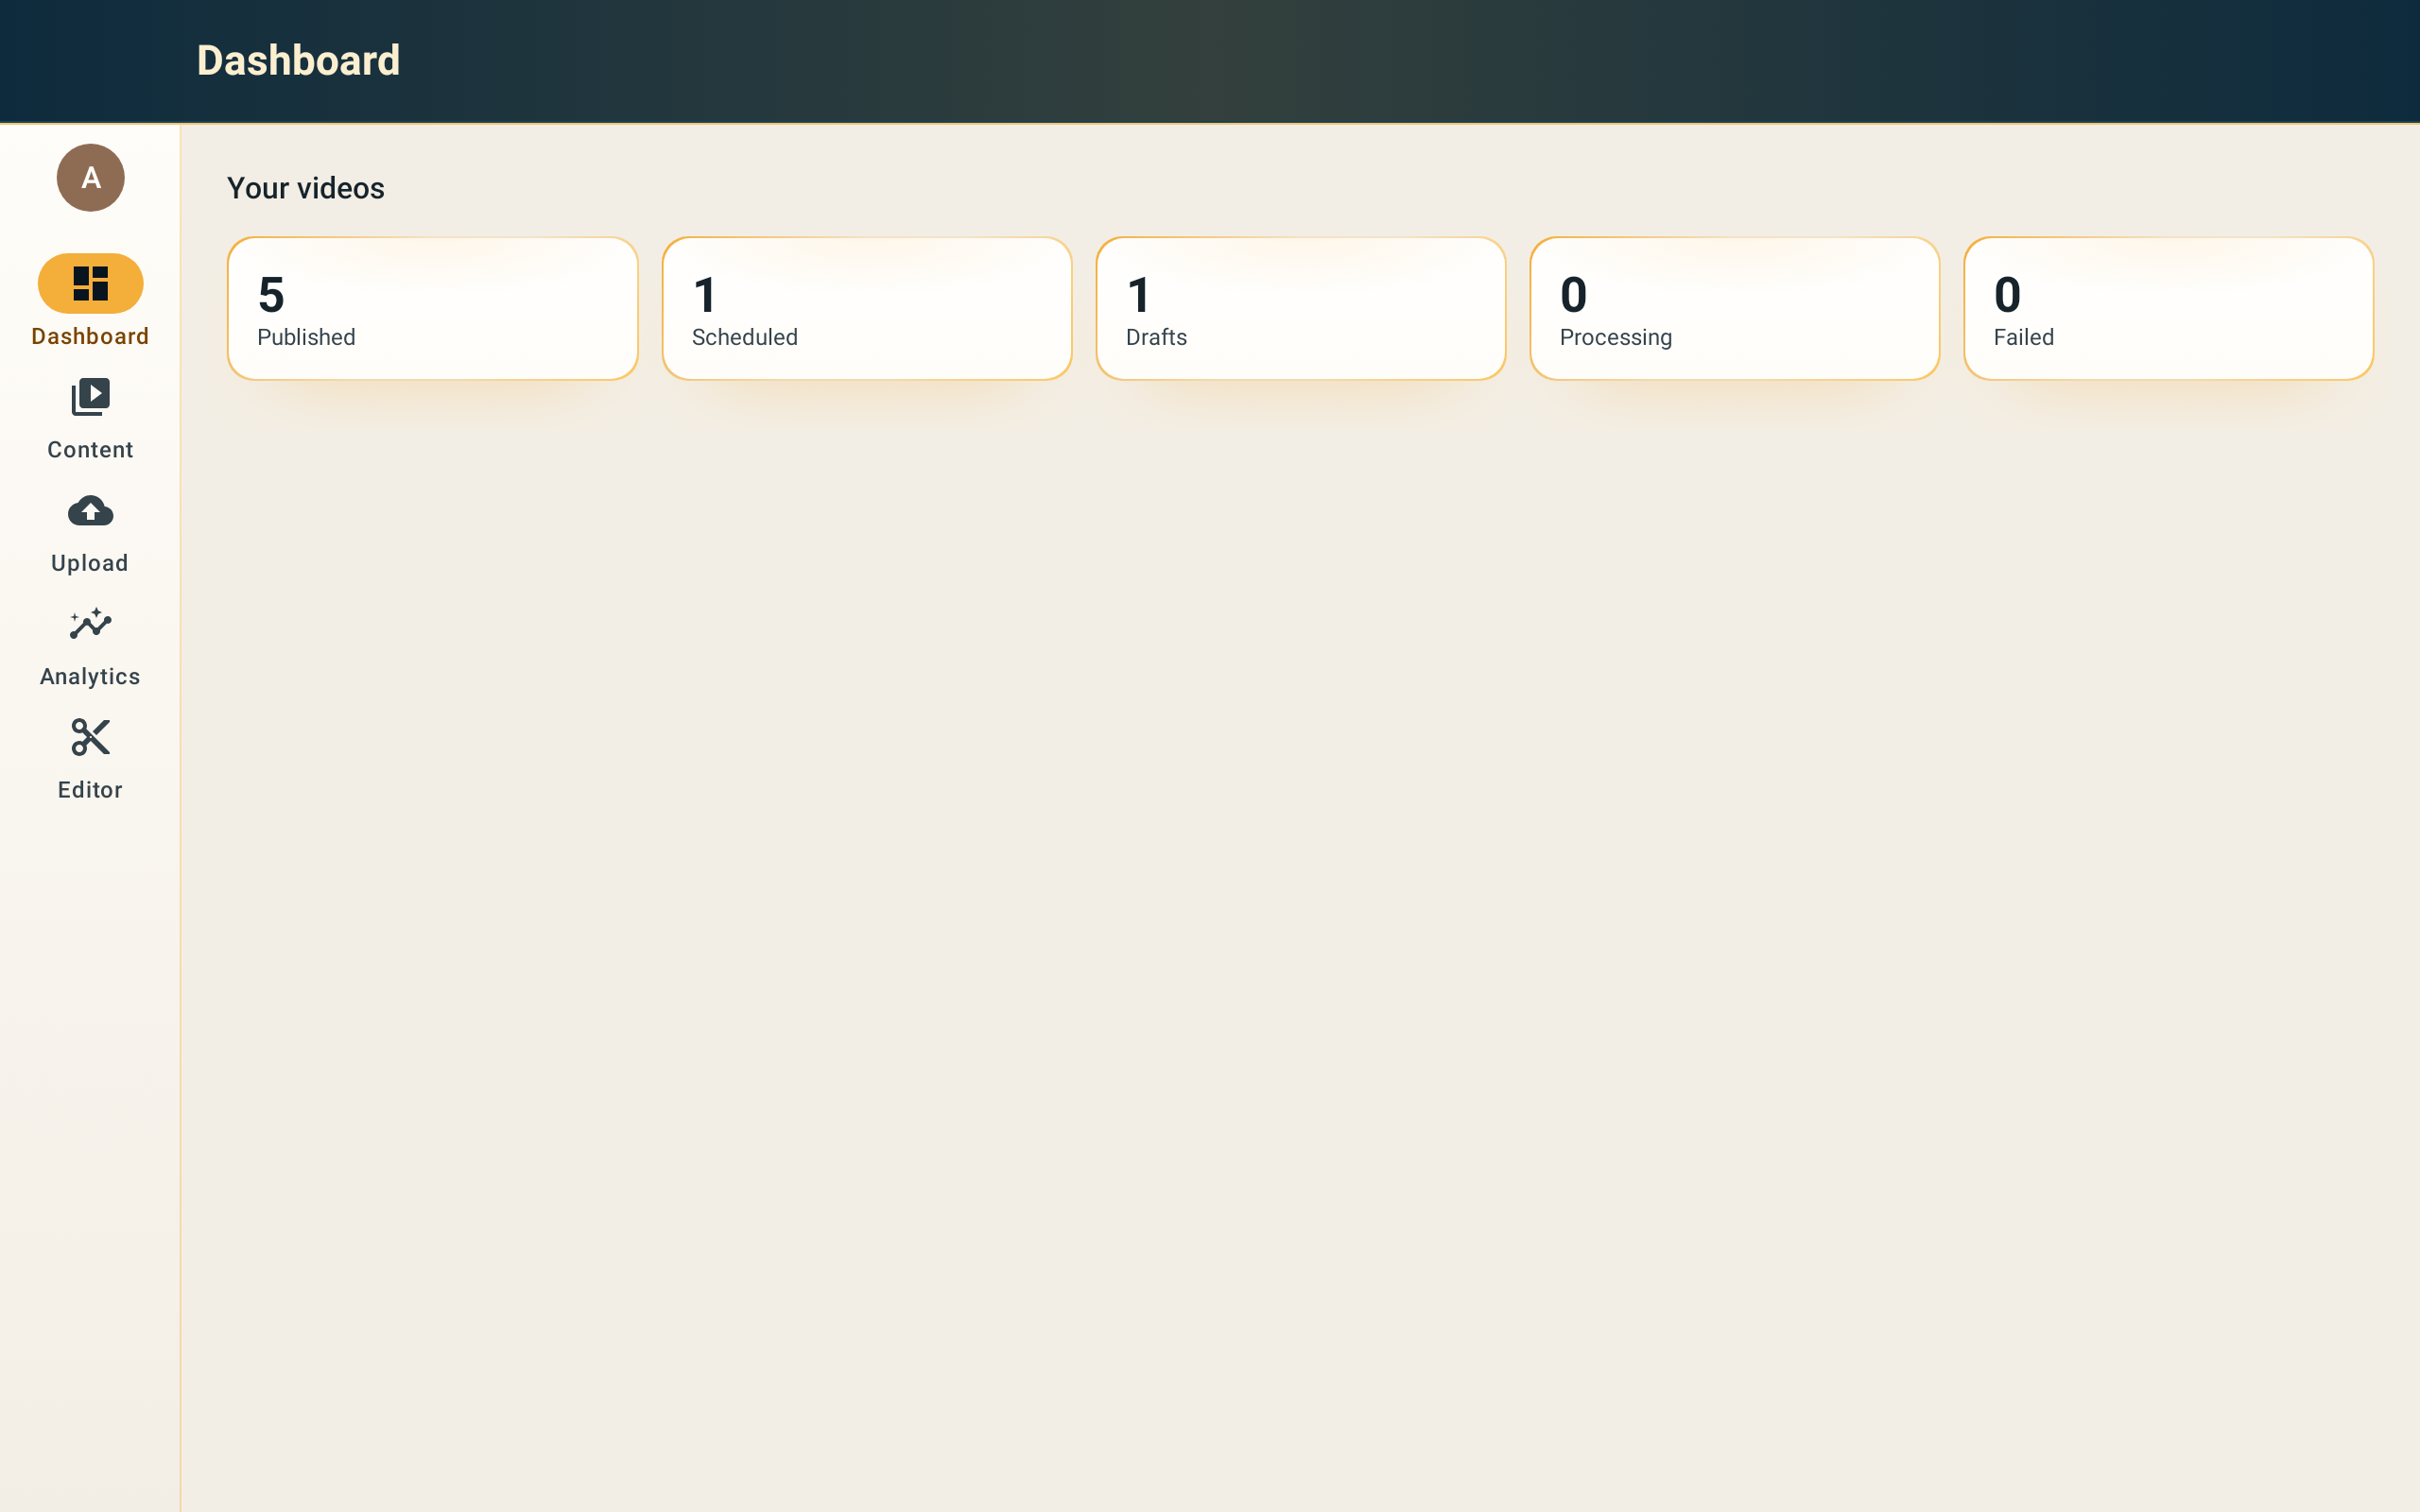 Dashboard
A
Dashboard
Content
Upload
Analytics
Editor
Your videos
5
Published
1
Scheduled
1
Drafts
0
Processing
0
Failed